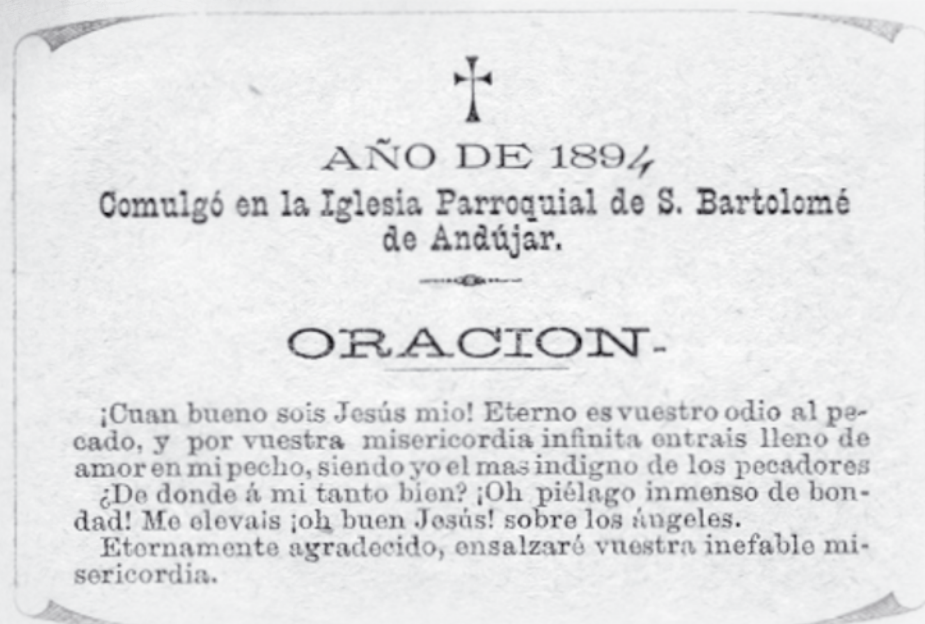 AÑO DE 1894
Comulgó en la Iglesia Parroquial de S. Bartolomé
de Andújar.
ORACION.
¡Cuan bueno sois Jesús mio! Eterno es vuestro odio al pe-
cado, y por vuestra misericordia infinita entrais lleno de
amor en mi pecho, siendo yo el mas indigno de los pecadores
¿De donde á mi tanto bien? ¡Oh piélago inmenso de bon-
dad! Me elevais ¡oh buen Jesús! sobre los ángeles.
Eternamente agradecido, ensalzaré vuestra inefable mi-
sericordia.